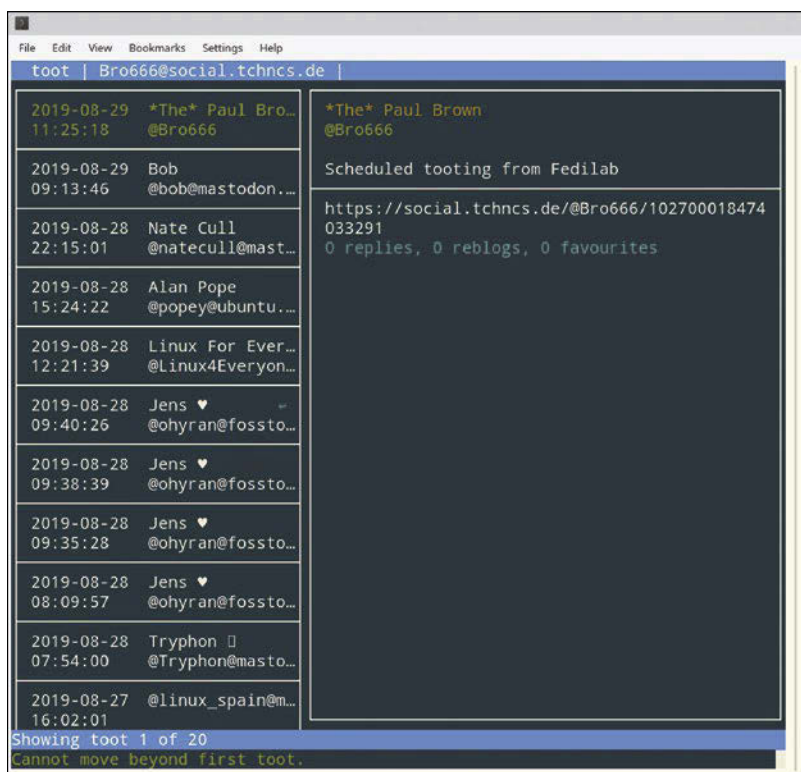 File Edit View Bookmarks Settings Help
toot | Bro666@social.tchncs.de |
2019-08-29 *The* Paul Bro…
11:25:18 @Bro666
2019-08-29 Bob
09:13:46 @bob@mastodon.…
2019-08-28 Nate Cull
22:15:01 @natecull@mast…
2019-08-28 Alan Pope
15:24:22 @popey@ubuntu.…
2019-08-28 Linux For Ever…
12:21:39 @Linux4Everyon…
2019-08-28 Jens ♥
09:40:26 @ohyran@fossto…
2019-08-28 Jens ♥
09:38:39 @ohyran@fossto…
2019-08-28 Jens ♥
09:35:28 @ohyran@fossto…
2019-08-28 Jens ♥
08:09:57 @ohyran@fossto…
2019-08-28 Tryphon
07:54:00 @Tryphon@masto…
2019-08-27 @linux_spain@m…
16:02:01
*The* Paul Brown
@Bro666
Scheduled tooting from Fedilab
https://social.tchncs.de/@Bro666/102700018474
033291
0 replies, 0 reblogs, 0 favourites
Showing toot 1 of 20
Cannot move beyond first toot.